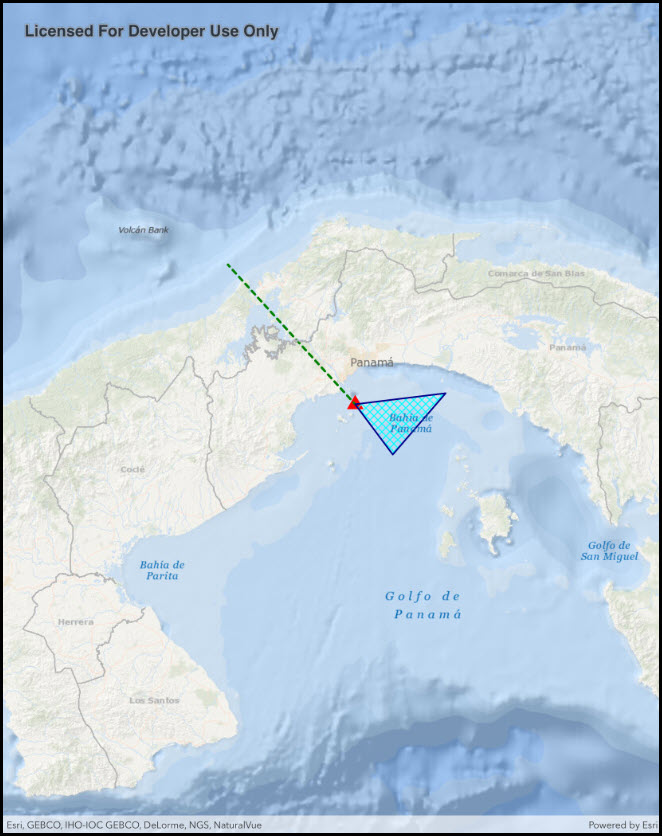 Licensed For Developer Use Only
Volcán Bank
Comarca de San Blas
Panamá
Panamá
Bahía de
Panamá
Coclé
Golfo de
San Miguel
Bahía de
Parita
Golfo de
Panamá
Herrera
Los Santos
Esri, GEBCO, IHO-IOC GEBCO, DeLorme, NGS, NaturalVue
Powered by Esri